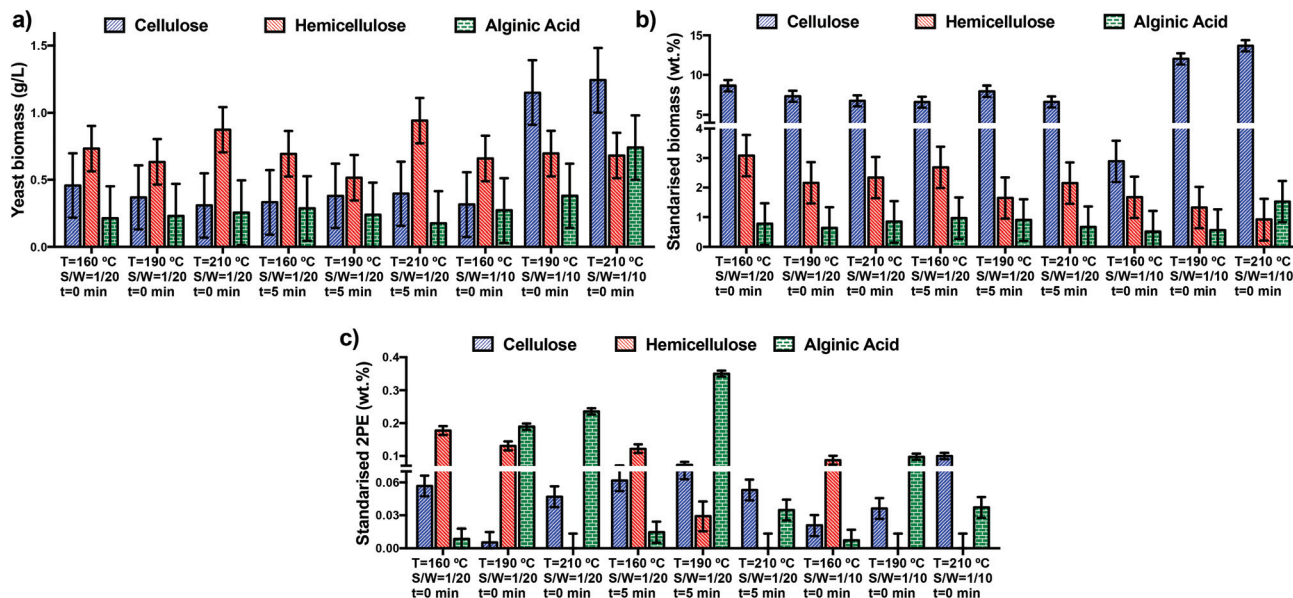 a)
Cellulose Hemicellulose Alginic Acid
Yeast biomass (g/L)
1.5
1.0
0.5
0.0
T=160 ºC T=190 ºC T=210 ºC T=160 ºC T=190 ºC T=210 ºC T=160 ºC T=190 ºC T=210 ºC
S/W=1/20 S/W=1/20 S/W=1/20 S/W=1/20 S/W=1/20 S/W=1/20 S/W=1/10 S/W=1/10 S/W=1/10
t=0 min t=0 min t=0 min t=5 min t=5 min t=5 min t=0 min t=0 min t=0 min
b)
Cellulose Hemicellulose Alginic Acid
Standarised biomass (wt.%)
15
10
5
4
3
2
1
0
T=160 ºC T=190 ºC T=210 ºC T=160 ºC T=190 ºC T=210 ºC T=160 ºC T=190 ºC T=210 ºC
S/W=1/20 S/W=1/20 S/W=1/20 S/W=1/20 S/W=1/20 S/W=1/20 S/W=1/10 S/W=1/10 S/W=1/10
t=0 min t=0 min t=0 min t=5 min t=5 min t=5 min t=0 min t=0 min t=0 min
c)
Cellulose Hemicellulose Alginic Acid
Standarised 2PE (wt.%)
0.4
0.3
0.2
0.1
0.06
0.03
0.00
T=160 ºC T=190 ºC T=210 ºC T=160 ºC T=190 ºC T=210 ºC T=160 ºC T=190 ºC T=210 ºC
S/W=1/20 S/W=1/20 S/W=1/20 S/W=1/20 S/W=1/20 S/W=1/20 S/W=1/10 S/W=1/10 S/W=1/10
t=0 min t=0 min t=0 min t=5 min t=5 min t=5 min t=0 min t=0 min t=0 min